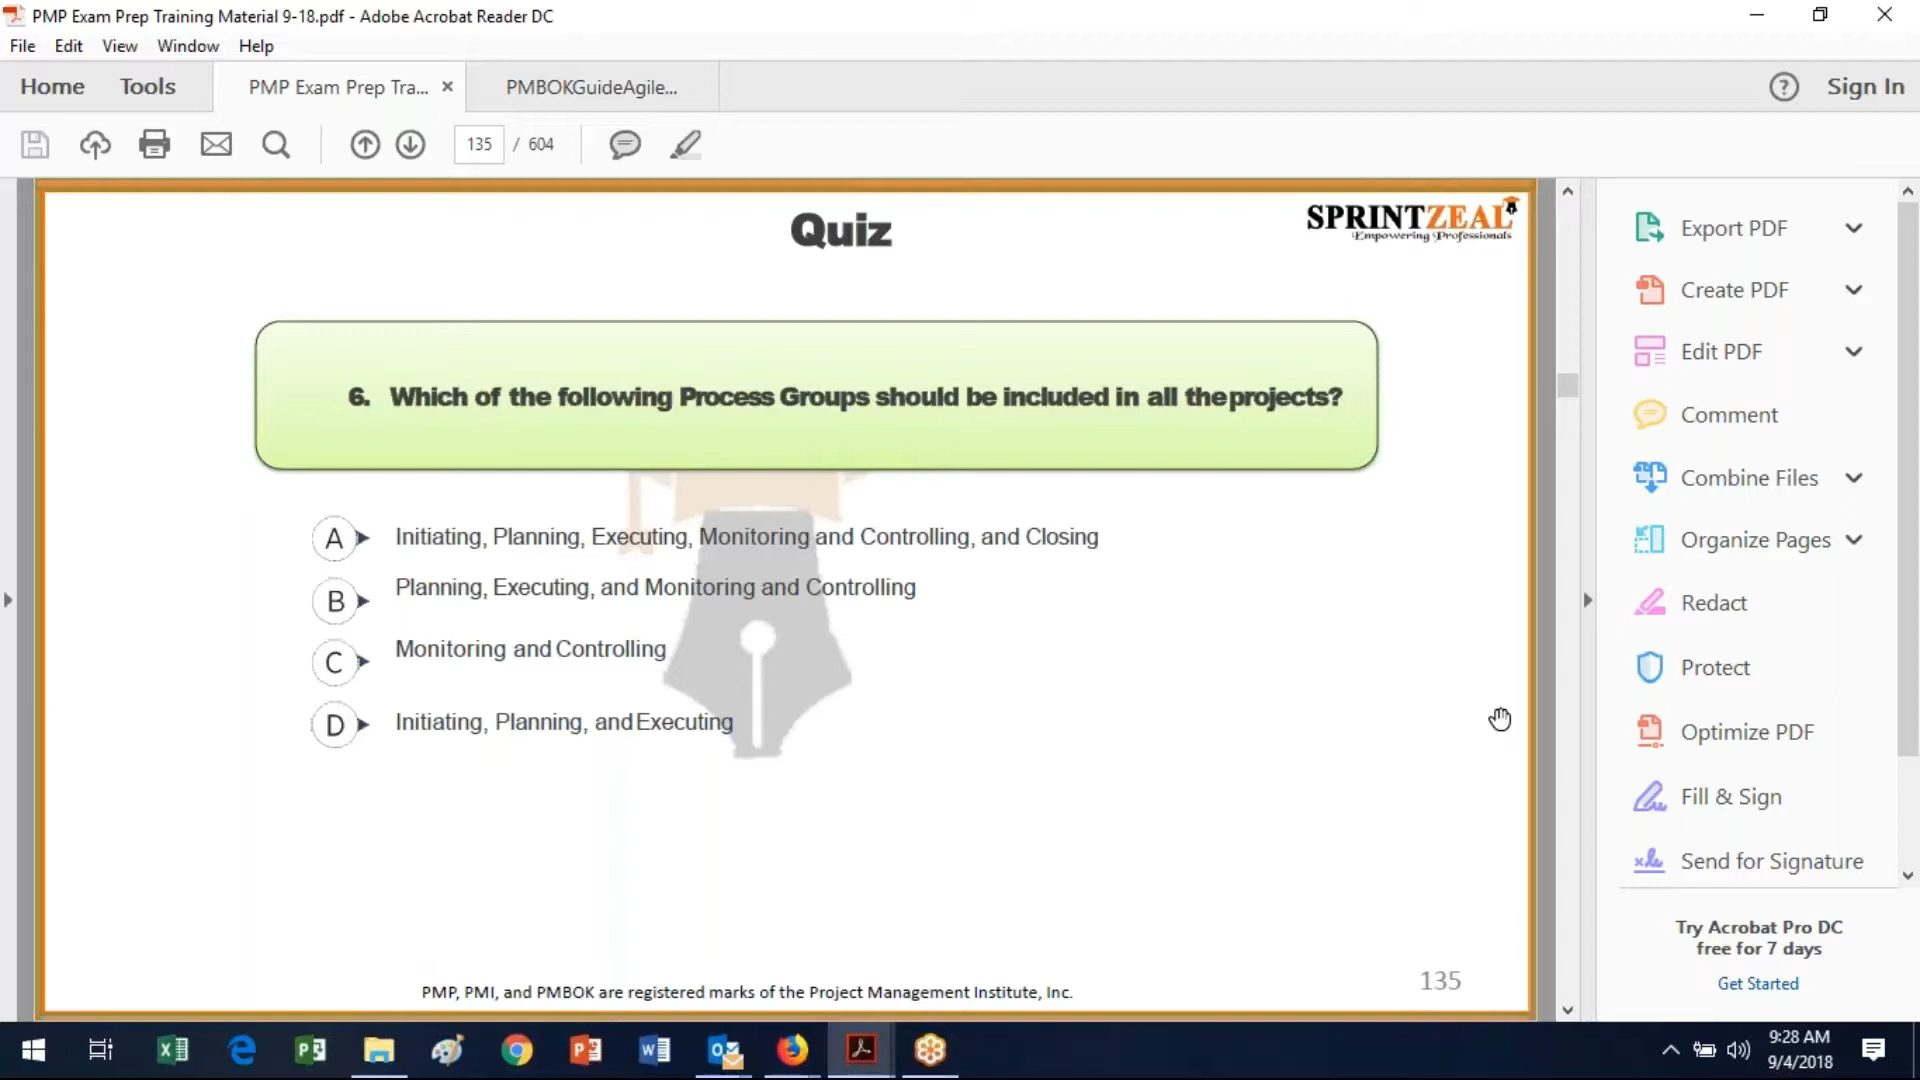 PMP Exam Prep Training Material 9-18.pdf - Adobe Acrobat Reader DC
File Edit View Window Help
Home Tools PMP Exam Prep Tra... × PMBOKGuideAgile... Sign In
135 / 604
Quiz
SPRINTZEAL
Empowering Professionals
6. Which of the following Process Groups should be included in all theprojects?
A Initiating, Planning, Executing, Monitoring and Controlling, and Closing
B Planning, Executing, and Monitoring and Controlling
C Monitoring and Controlling
D Initiating, Planning, and Executing
PMP, PMI, and PMBOK are registered marks of the Project Management Institute, Inc.
135
Export PDF
Create PDF
Edit PDF
Comment
Combine Files
Organize Pages
Redact
Protect
Optimize PDF
Fill & Sign
Send for Signature
Try Acrobat Pro DC
free for 7 days
Get Started
9:28 AM
9/4/2018